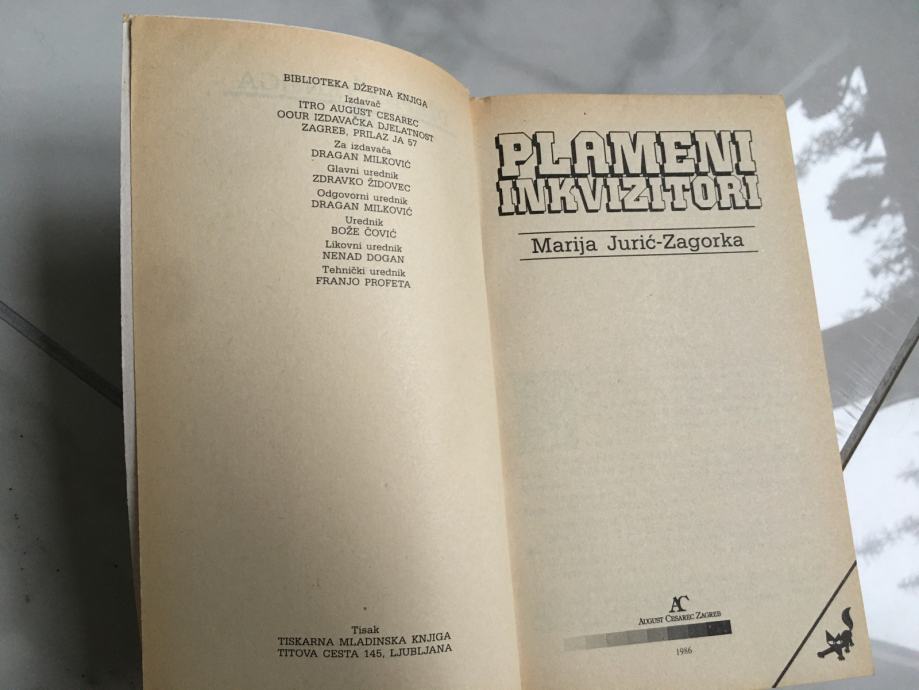 BIBLIOTEKA DŽEPNA KNJIGA
Izdavač
ITRO AUGUST CESAREC
OOUR IZDAVAČKA DJELATNOST
ZAGREB, PRILAZ JA 57
Za izdavača
DRAGAN MILKOVIĆ
Glavni urednik
ZDRAVKO ŽIDOVEC
Odgovorni urednik
DRAGAN MILKOVIĆ
Urednik
BOŽE ČOVIĆ
Likovni urednik
NENAD DOGAN
Tehnički urednik
FRANJO PROFETA
Tisak
TISKARNA MLADINSKA KNJIGA
TITOVA CESTA 145, LJUBLJANA
PLAMENI
INKVIZITORI
Marija Jurić-Zagorka
AC
AUGUST CESAREC ZAGREB
1986